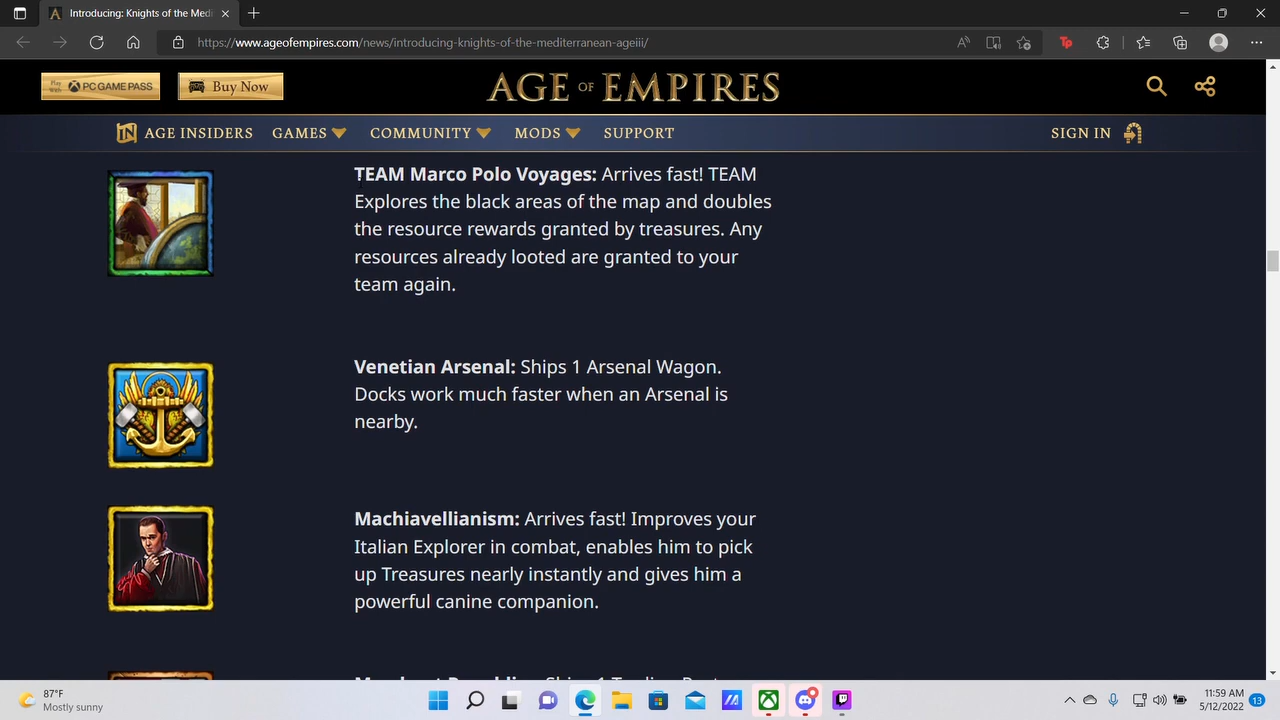 Introducing: Knights of the Medi
https://www.ageofempires.com/news/introducing-knights-of-the-mediterranean-ageiii/
Play With PC GAME PASS
Buy Now
AGE OF EMPIRES
AGE INSIDERS
GAMES
COMMUNITY
MODS
SUPPORT
SIGN IN
TEAM Marco Polo Voyages: Arrives fast! TEAM
Explores the black areas of the map and doubles
the resource rewards granted by treasures. Any
resources already looted are granted to your
team again.
Venetian Arsenal: Ships 1 Arsenal Wagon.
Docks work much faster when an Arsenal is
nearby.
Machiavellianism: Arrives fast! Improves your
Italian Explorer in combat, enables him to pick
up Treasures nearly instantly and gives him a
powerful canine companion.
87°F
Mostly sunny
11:59 AM
5/12/2022
13